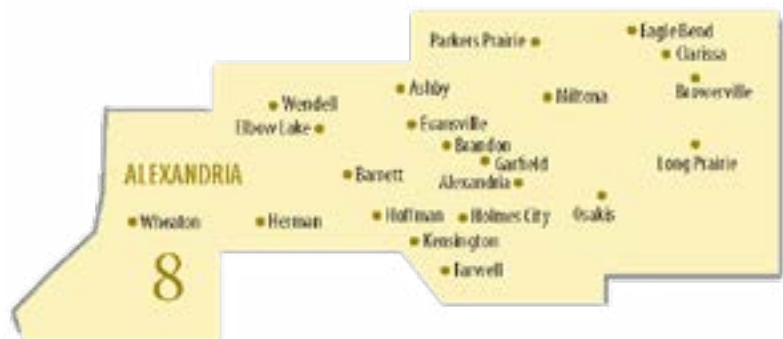 Eagle Bend
Parkers Prairie
Clarissa
Ashby
Browerville
Wendell
Miltona
Elbow Lake
Evansville
Brandon
Garfield
Long Prairie
ALEXANDRIA
Barrett
Alexandria
Wheaton
Herman
Hoffman
Holmes City
Osakis
Kensington
8
Farwell